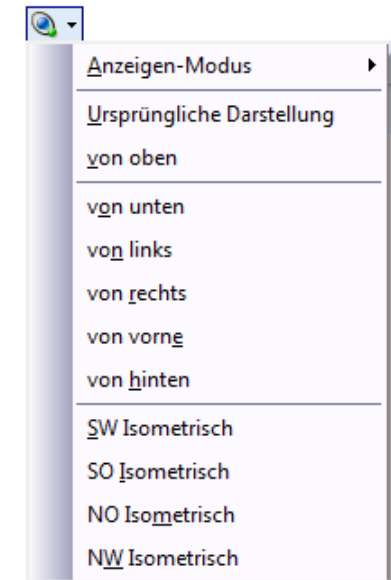 Anzeigen-Modus
Ursprüngliche Darstellung
von oben
von unten
von links
von rechts
von vorne
von hinten
SW Isometrisch
SO Isometrisch
NO Isometrisch
NW Isometrisch